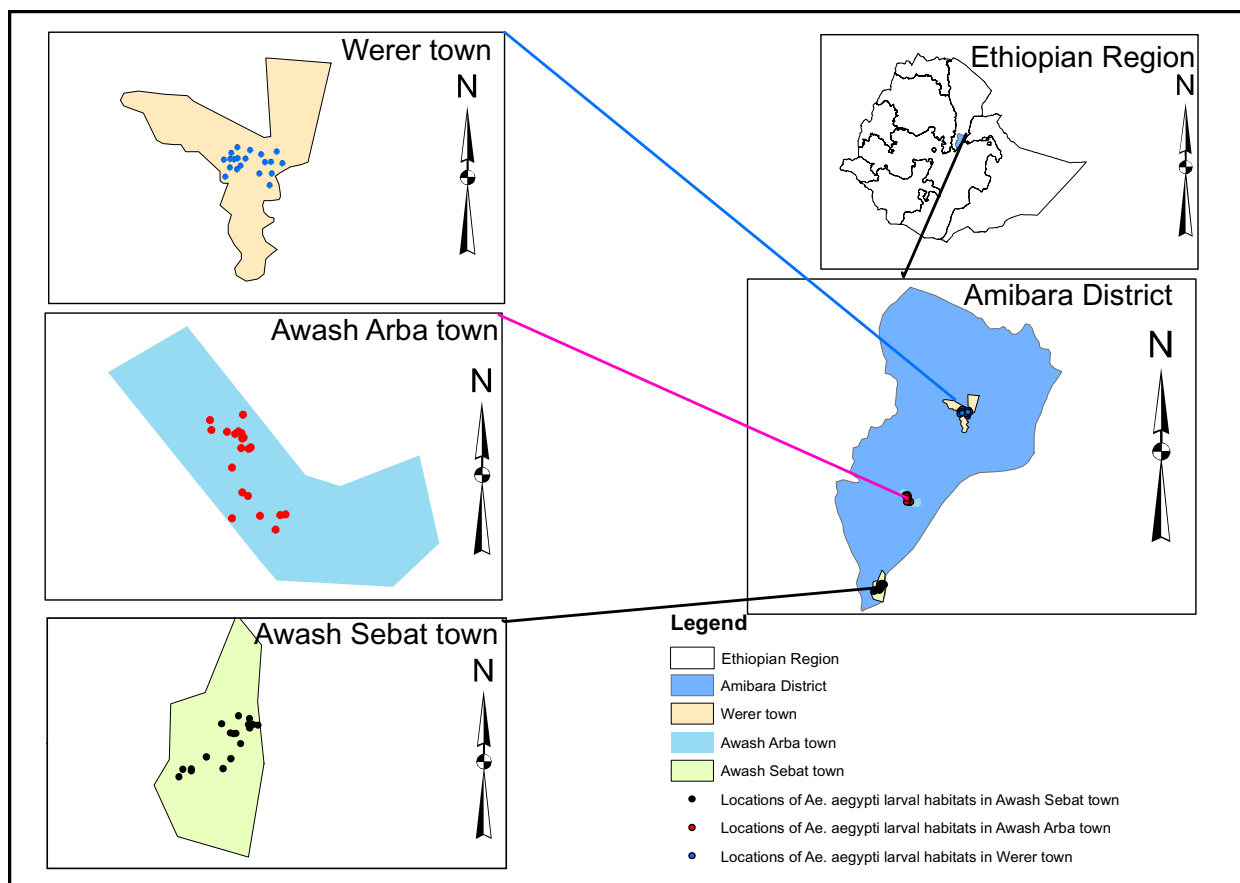 Werer town
N
Ethiopian Region
N
Awash Arba town
N
Amibara District
N
Awash Sebat town
N
Legend
Ethiopian Region
Amibara District
Werer town
Awash Arba town
Awash Sebat town
Locations of Ae. aegypti larval habitats in Awash Sebat town
Locations of Ae. aegypti larval habitats in Awash Arba town
Locations of Ae. aegypti larval habitats in Werer town